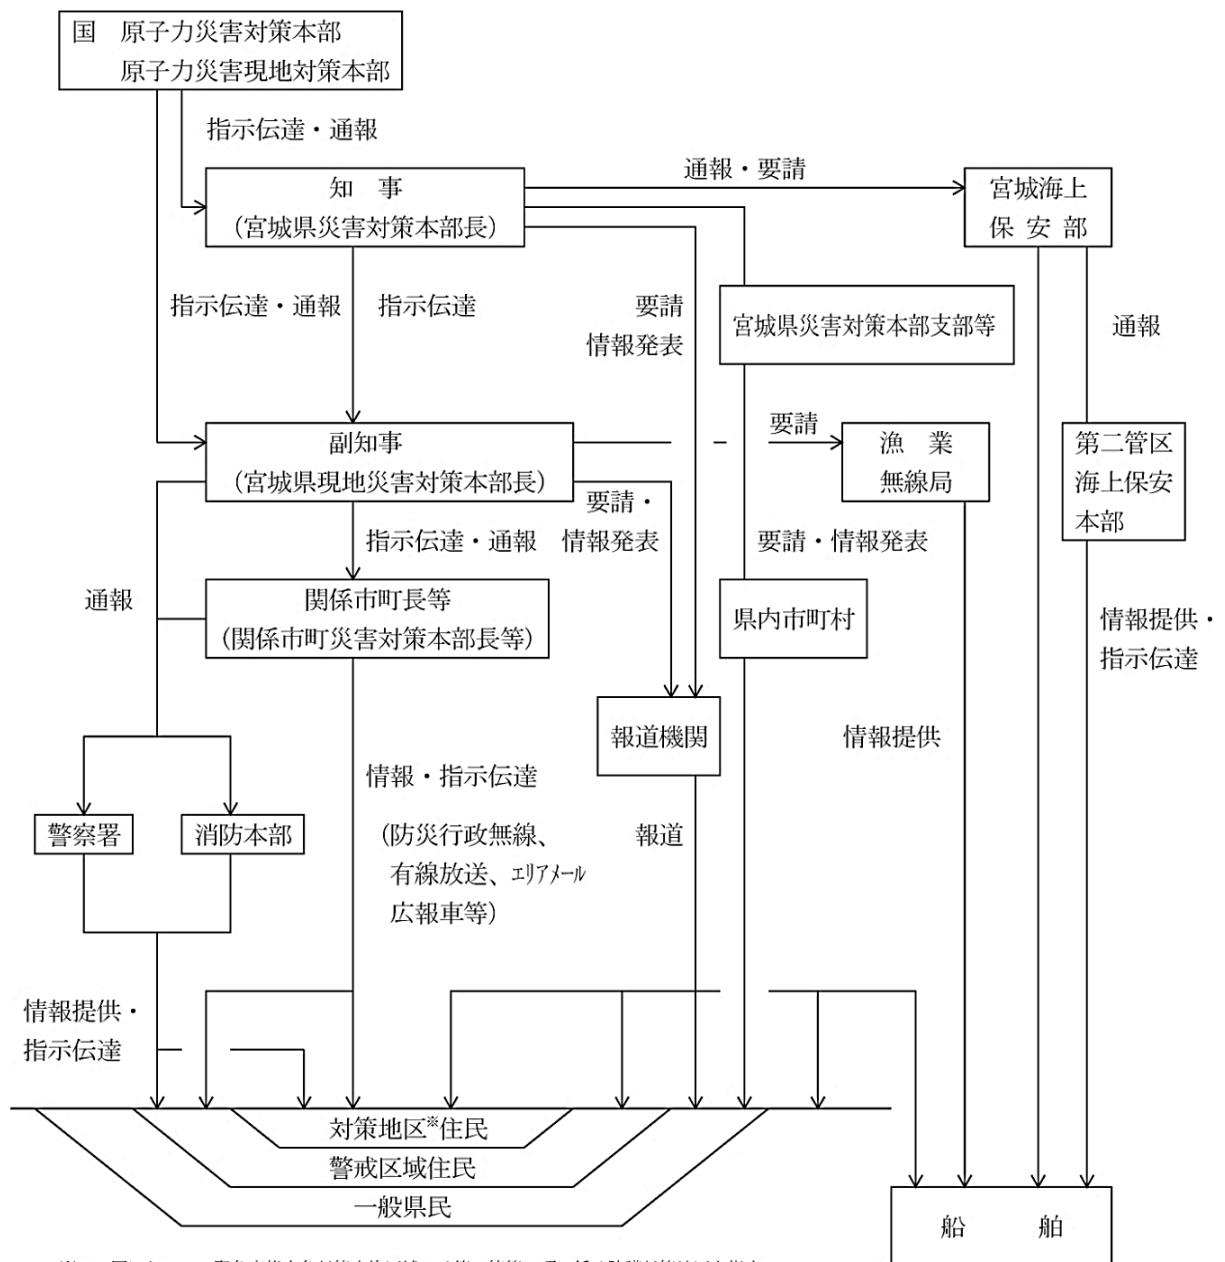 国　原子力災害対策本部
原子力災害現地対策本部
指示伝達・通報
知　事
（宮城県災害対策本部長）
通報・要請
宮城海上
保 安 部
指示伝達・通報
指示伝達
要請
情報発表
宮城県災害対策本部支部等
通報
副知事
（宮城県現地災害対策本部長）
要請
漁　業
無線局
第二管区
海上保安
本部
要請・
情報発表
指示伝達・通報
要請・情報発表
通報
関係市町長等
（関係市町災害対策本部長等）
県内市町村
情報提供・
指示伝達
報道機関
情報提供
情報・指示伝達
警察署
消防本部
（防災行政無線、
有線放送、エリアメール
広報車等）
報道
情報提供・
指示伝達
対策地区※住民
警戒区域住民
一般県民
船　　舶